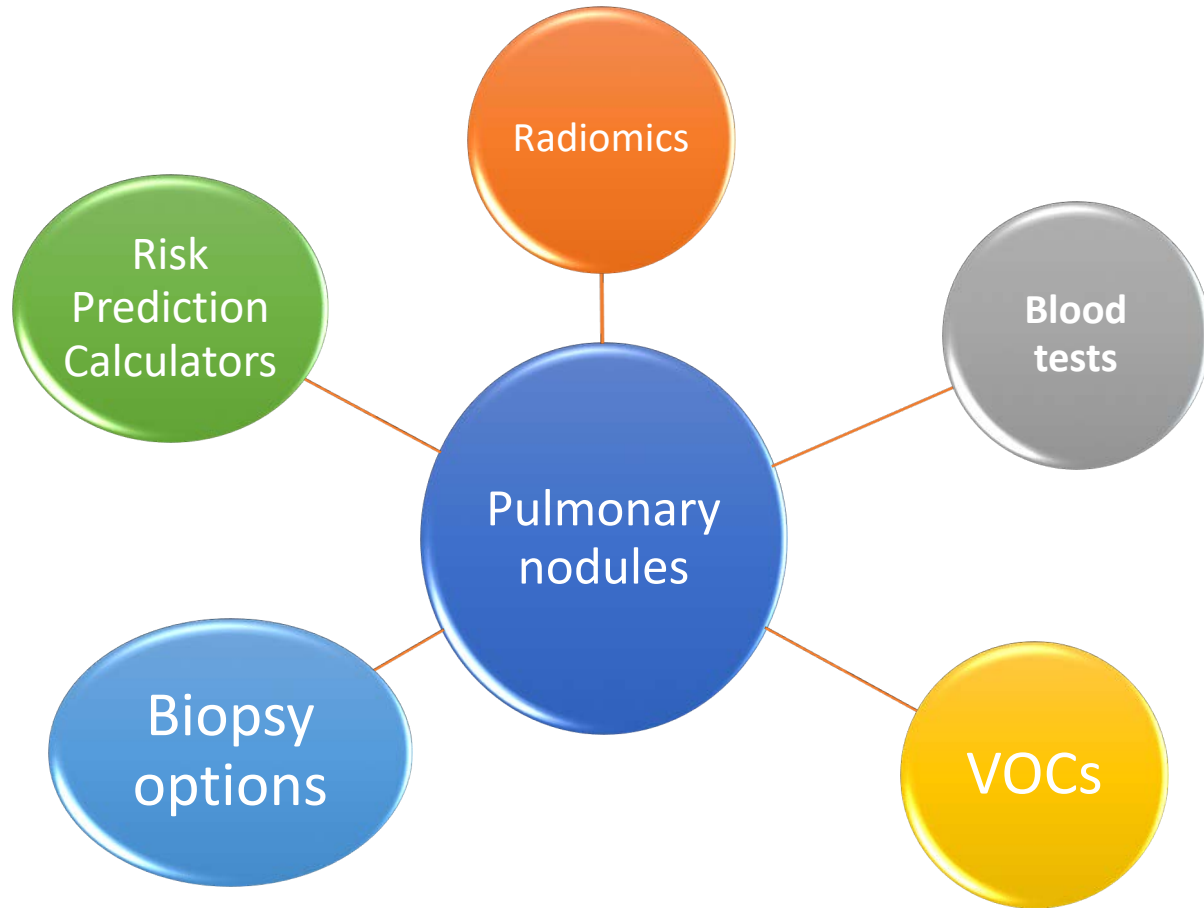 Radiomics
Risk
Prediction
Calculators
Blood
tests
Pulmonary
nodules
Biopsy
options
VOCs